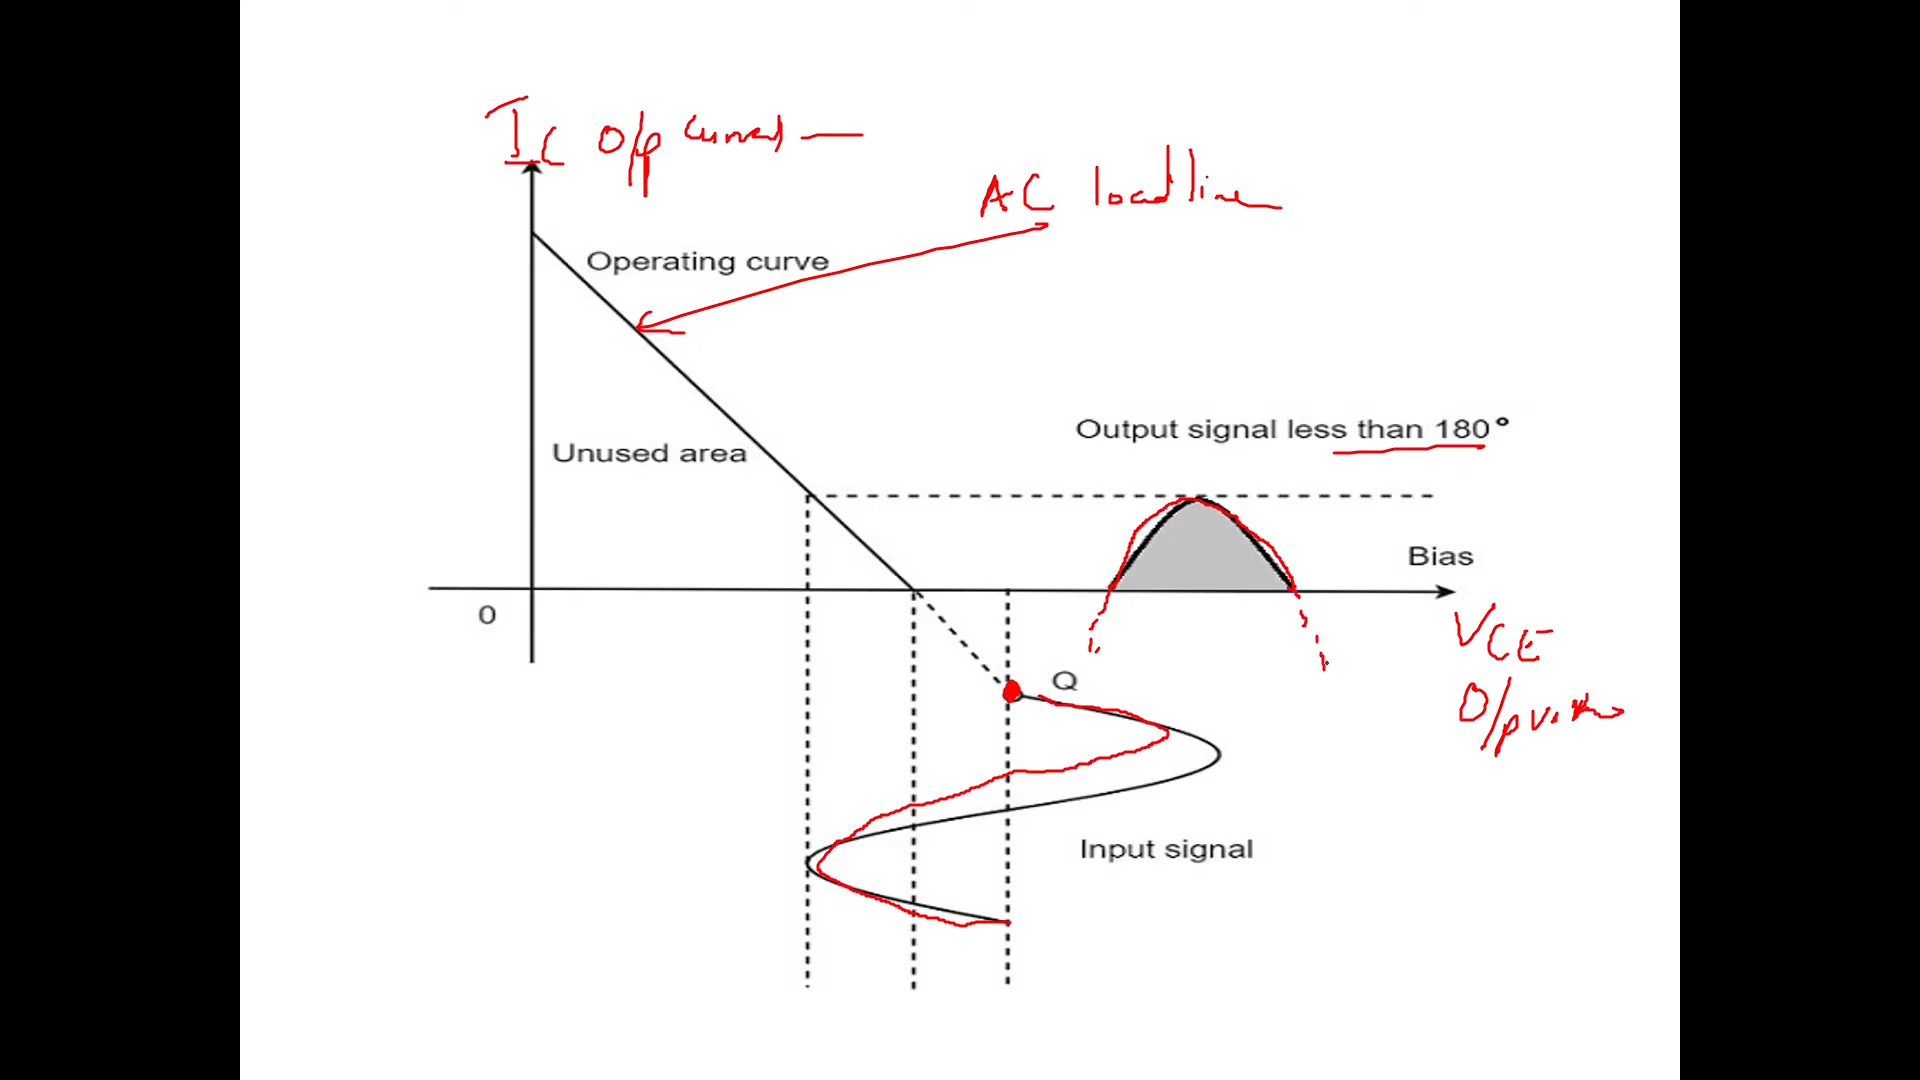 IC O/p current
AC load line
Operating curve
Output signal less than 180°
Unused area
Bias
0
VCE
O/p
Q
Input signal